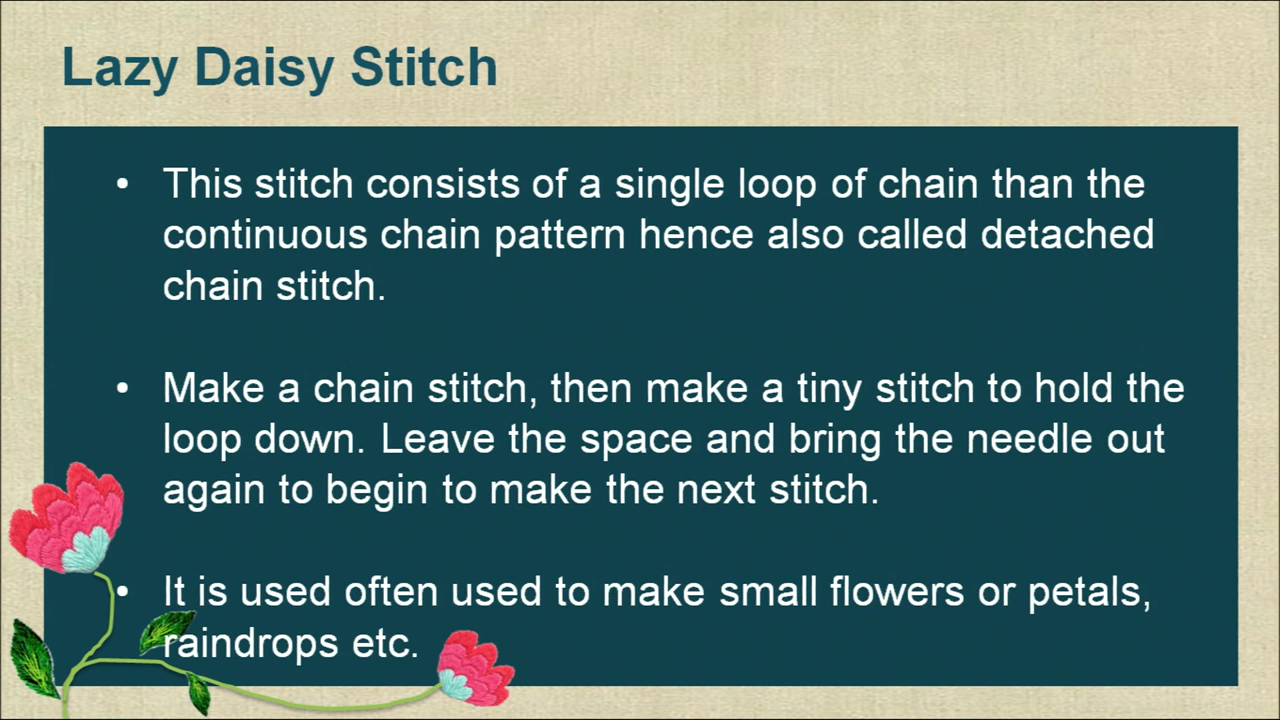 Lazy Daisy Stitch
• This stitch consists of a single loop of chain than the
continuous chain pattern hence also called detached
chain stitch.
• Make a chain stitch, then make a tiny stitch to hold the
loop down. Leave the space and bring the needle out
again to begin to make the next stitch.
• It is used often used to make small flowers or petals,
raindrops etc.